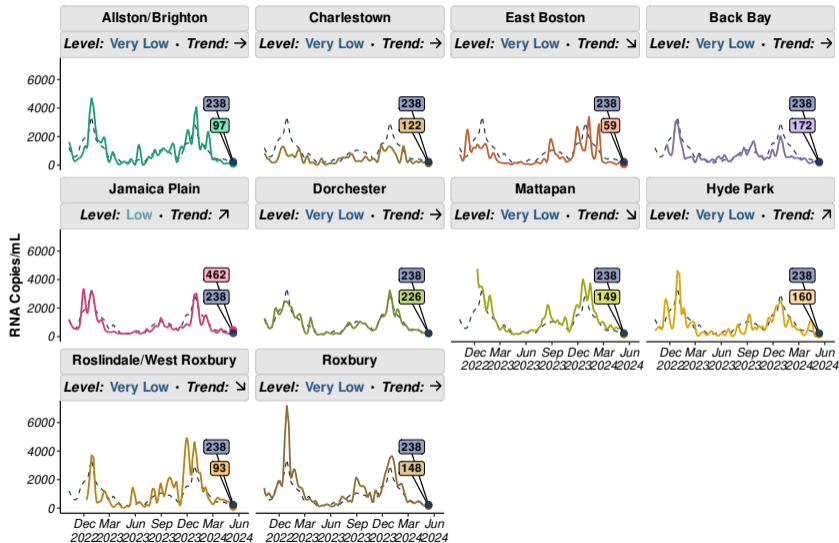 Allston/Brighton
Level: Very Low · Trend: →
Charlestown
Level: Very Low · Trend: →
East Boston
Level: Very Low · Trend: ↘
Back Bay
Level: Very Low · Trend: →
6000
4000
2000
0
238
97
238
122
238
59
238
172
Jamaica Plain
Level: Low · Trend: ↗
Dorchester
Level: Very Low · Trend: →
Mattapan
Level: Very Low · Trend: ↘
Hyde Park
Level: Very Low · Trend: ↗
RNA Copies/mL
6000
4000
2000
0
462
238
238
226
238
149
238
160
Dec Mar Jun Sep Dec Mar Jun
2022 2023 2023 2023 2023 2024 2024
Dec Mar Jun Sep Dec Mar Jun
2022 2023 2023 2023 2023 2024 2024
Roslindale/West Roxbury
Level: Very Low · Trend: ↘
Roxbury
Level: Very Low · Trend: →
6000
4000
2000
0
238
93
238
148
Dec Mar Jun Sep Dec Mar Jun
2022 2023 2023 2023 2023 2024 2024
Dec Mar Jun Sep Dec Mar Jun
2022 2023 2023 2023 2023 2024 2024